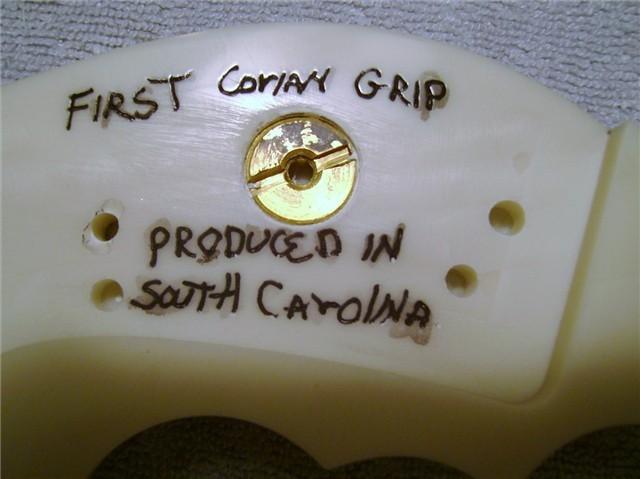 FIRST CORIAN GRIP
PRODUCED IN
SOUTH CAROLINA